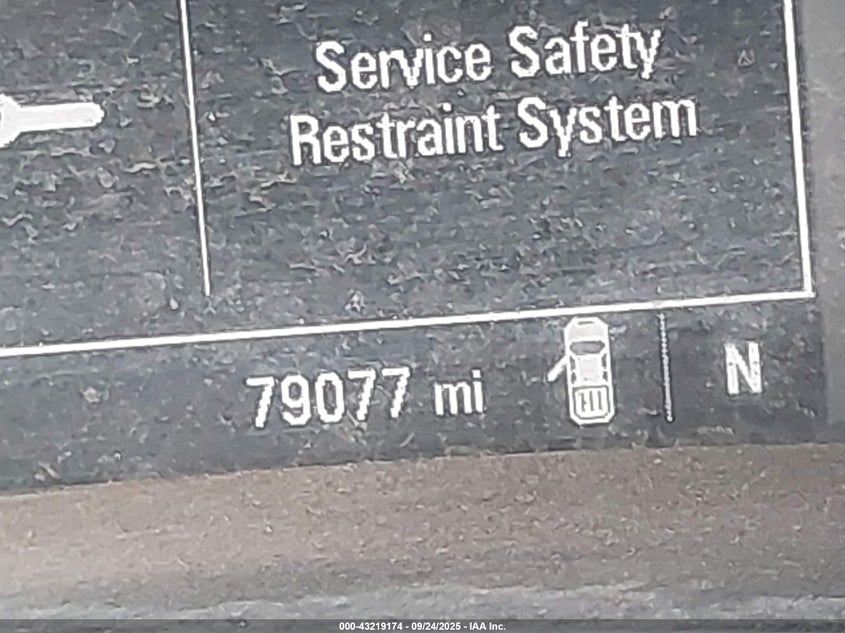 Service Safety
Restraint System
79077 mi
N
000-43219174 - 09/24/2025 - IAA Inc.